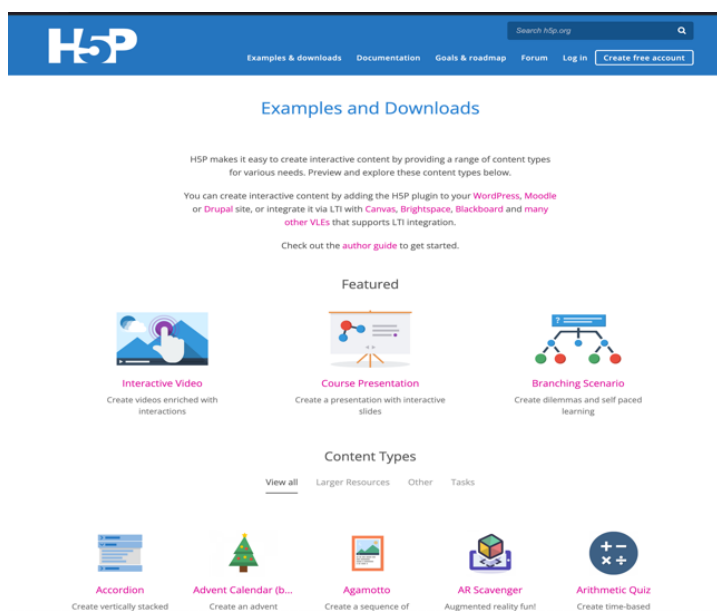 H5P
Search h5p.org
Examples & downloads Documentation Goals & roadmap Forum Log in Create free account
Examples and Downloads
H5P makes it easy to create interactive content by providing a range of content types
for various needs. Preview and explore these content types below.
You can create interactive content by adding the H5P plugin to your WordPress, Moodle
or Drupal site, or integrate it via LTI with Canvas, Brightspace, Blackboard and many
other VLEs that supports LTI integration.
Check out the author guide to get started.
Featured
?
Interactive Video Course Presentation Branching Scenario
Create videos enriched with Create a presentation with interactive Create dilemmas and self paced
interactions slides learning
Content Types
View all Larger Resources Other Tasks
Accordion Advent Calendar (b... Agamotto AR Scavenger Arithmetic Quiz
Create vertically stacked Create an advent Create a sequence of Augmented reality fun! Create time-based